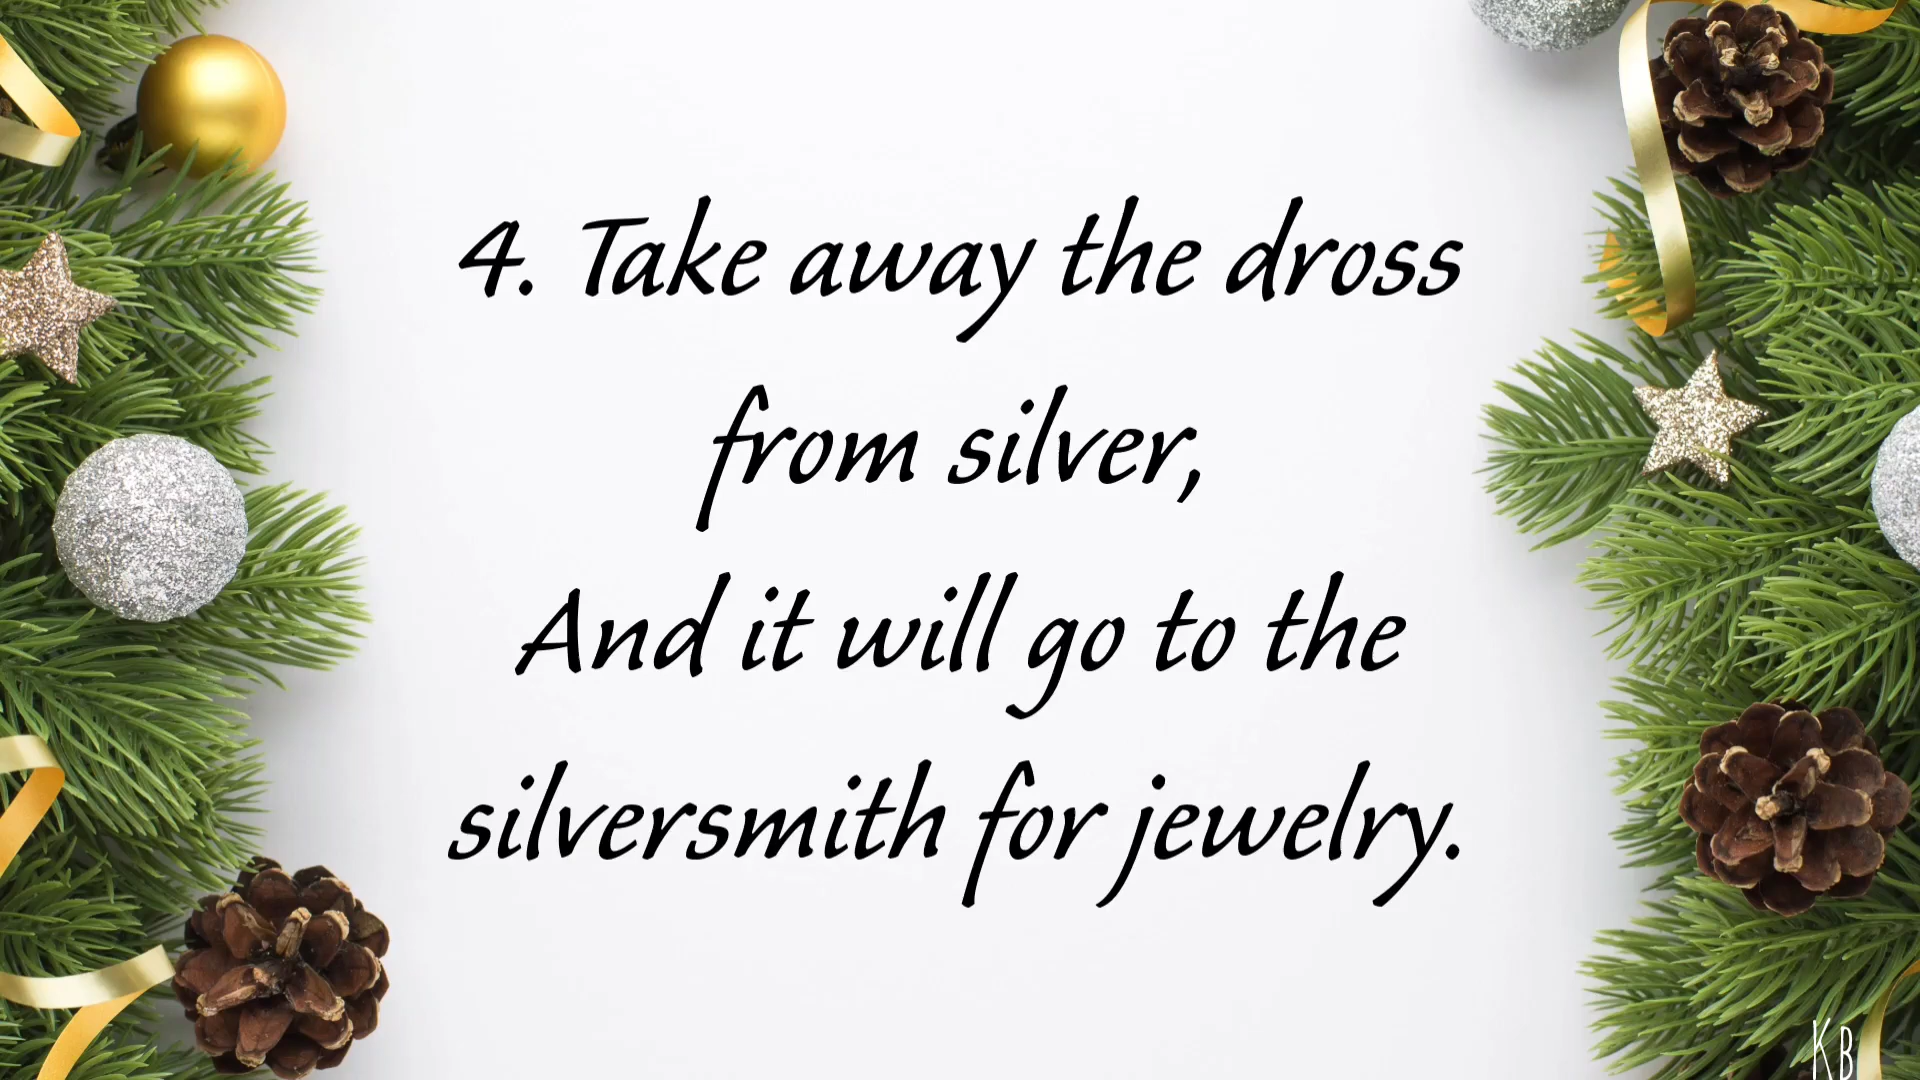 4. Take away the dross
from silver,
And it will go to the
silversmith for jewelry.
KB